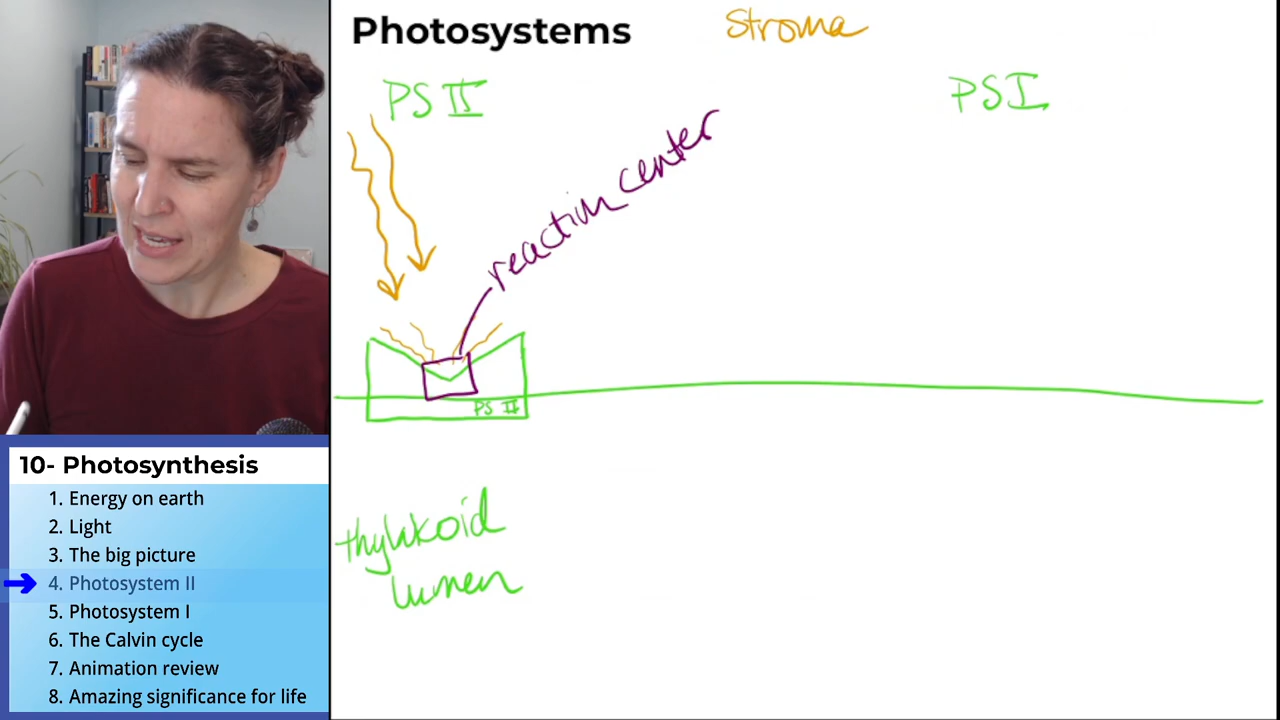 Photosystems
Stroma
PS II
PS I
reaction center
PS II
thylakoid
lumen
10- Photosynthesis
1. Energy on earth
2. Light
3. The big picture
4. Photosystem II
5. Photosystem I
6. The Calvin cycle
7. Animation review
8. Amazing significance for life